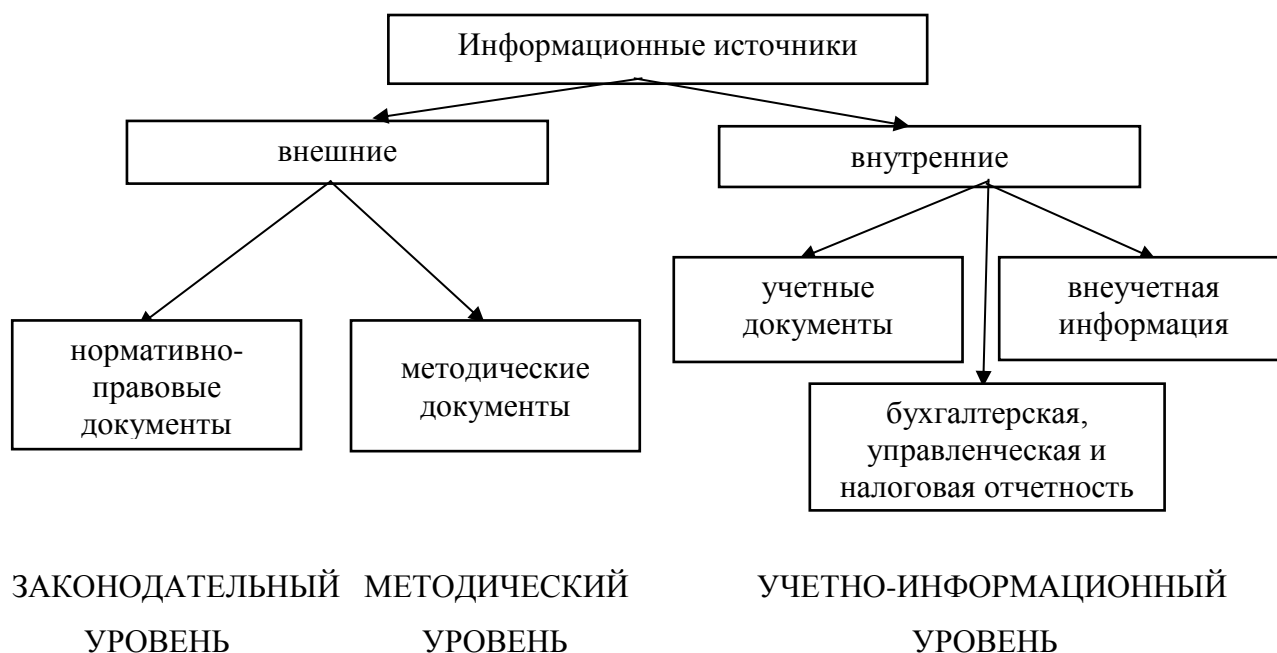 Информационные источники
внешние
внутренние
учетные
документы
внеучетная
информация
нормативно-
правовые
документы
методические
документы
бухгалтерская,
управленческая и
налоговая отчетность
ЗАКОНОДАТЕЛЬНЫЙ
УРОВЕНЬ
МЕТОДИЧЕСКИЙ
УРОВЕНЬ
УЧЕТНО-ИНФОРМАЦИОННЫЙ
УРОВЕНЬ